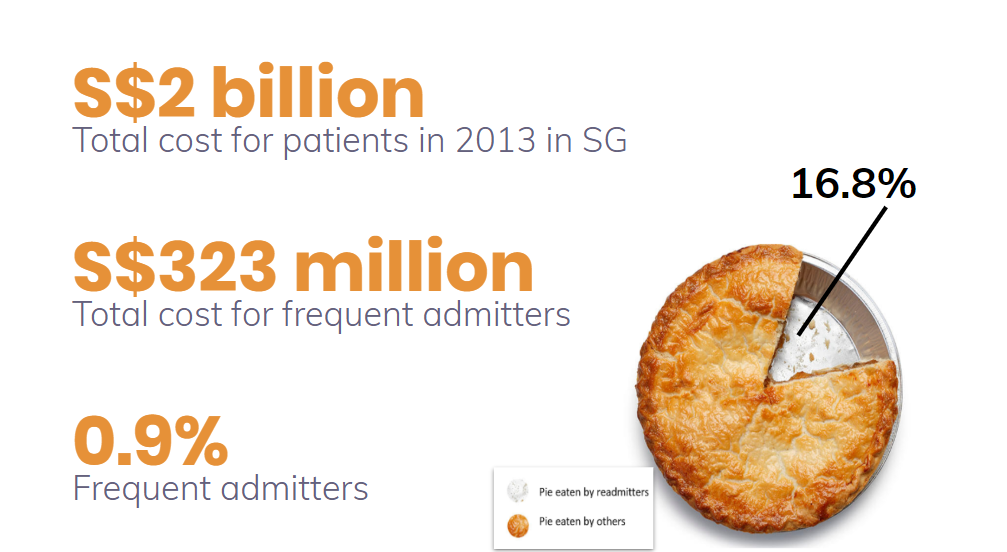 S$2 billion
Total cost for patients in 2013 in SG
16.8%
S$323 million
Total cost for frequent admitters
0.9%
Frequent admitters
Pie eaten by readmitters
Pie eaten by others